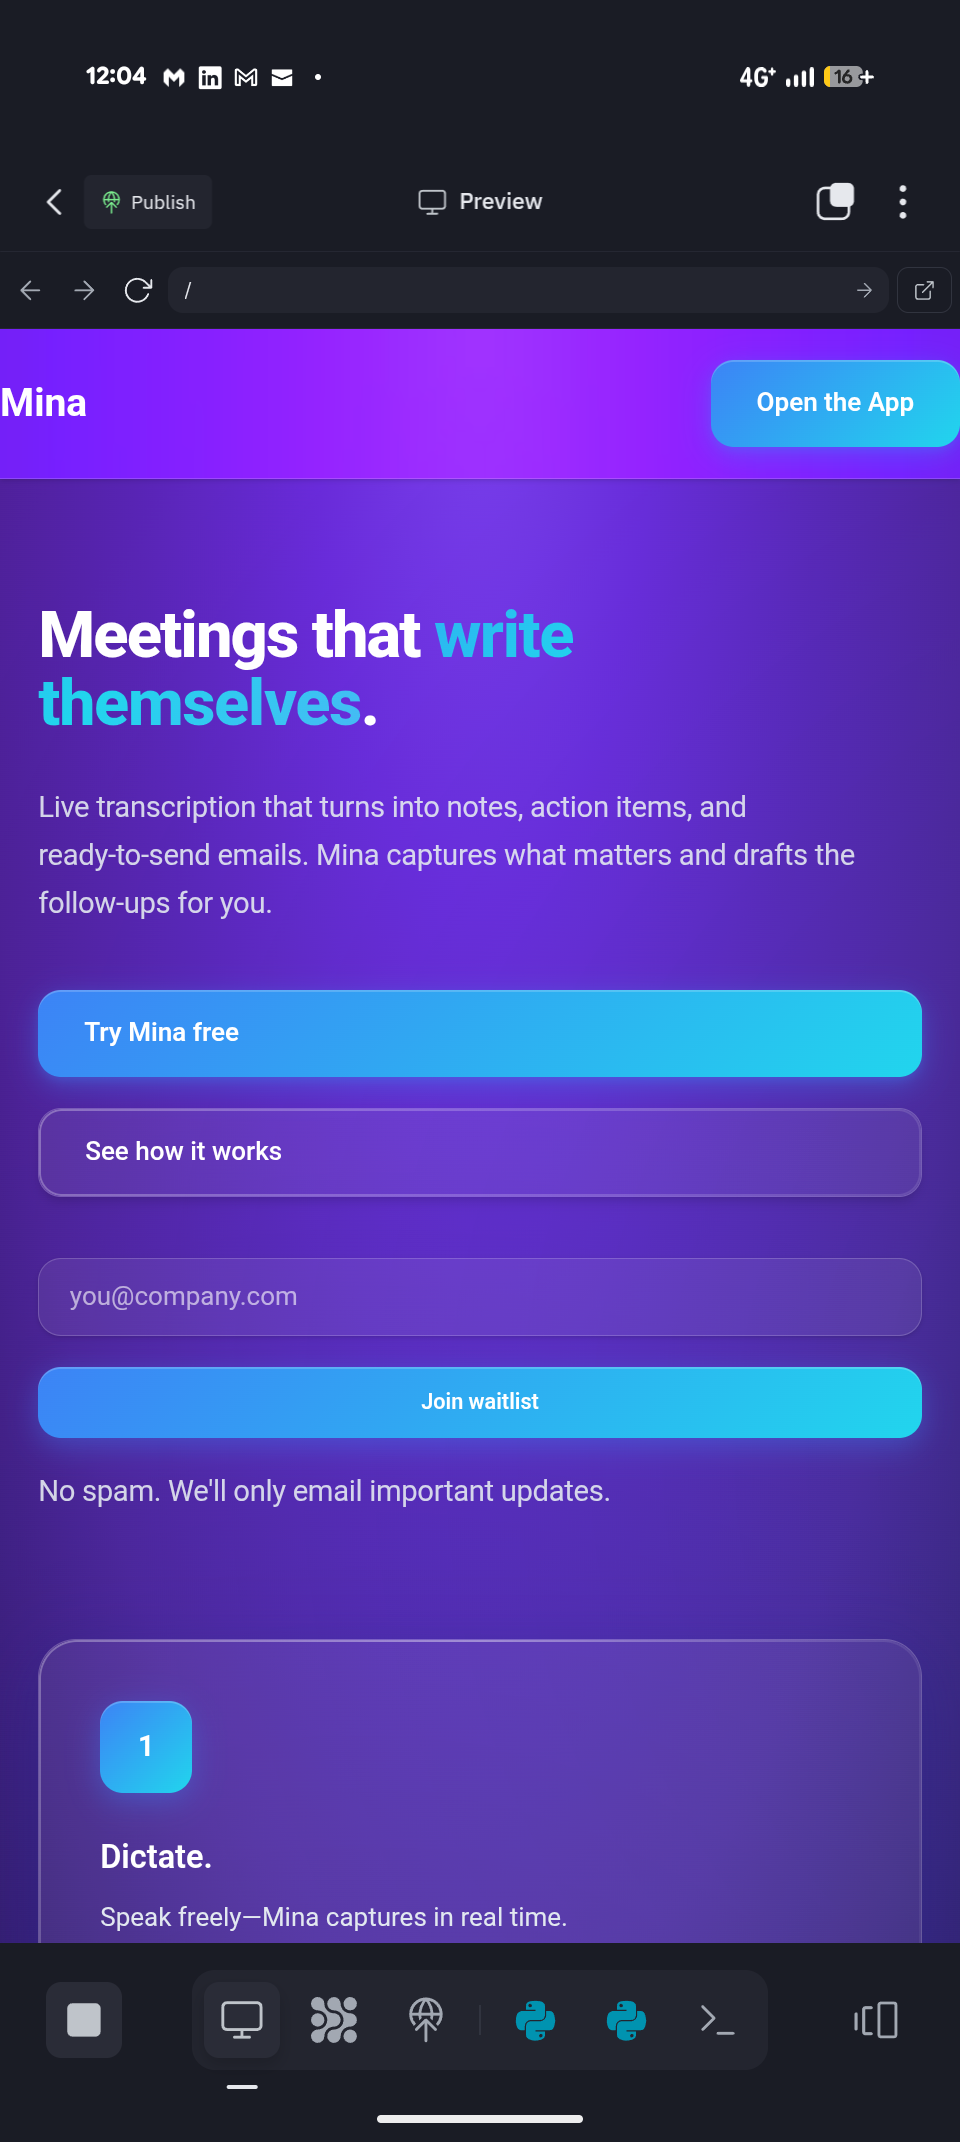 12:04
4G+
16
Publish
Preview
/
Mina
Open the App
Meetings that write
themselves.
Live transcription that turns into notes, action items, and
ready-to-send emails. Mina captures what matters and drafts the
follow-ups for you.
Try Mina free
See how it works
you@company.com
Join waitlist
No spam. We'll only email important updates.
1
Dictate.
Speak freely—Mina captures in real time.